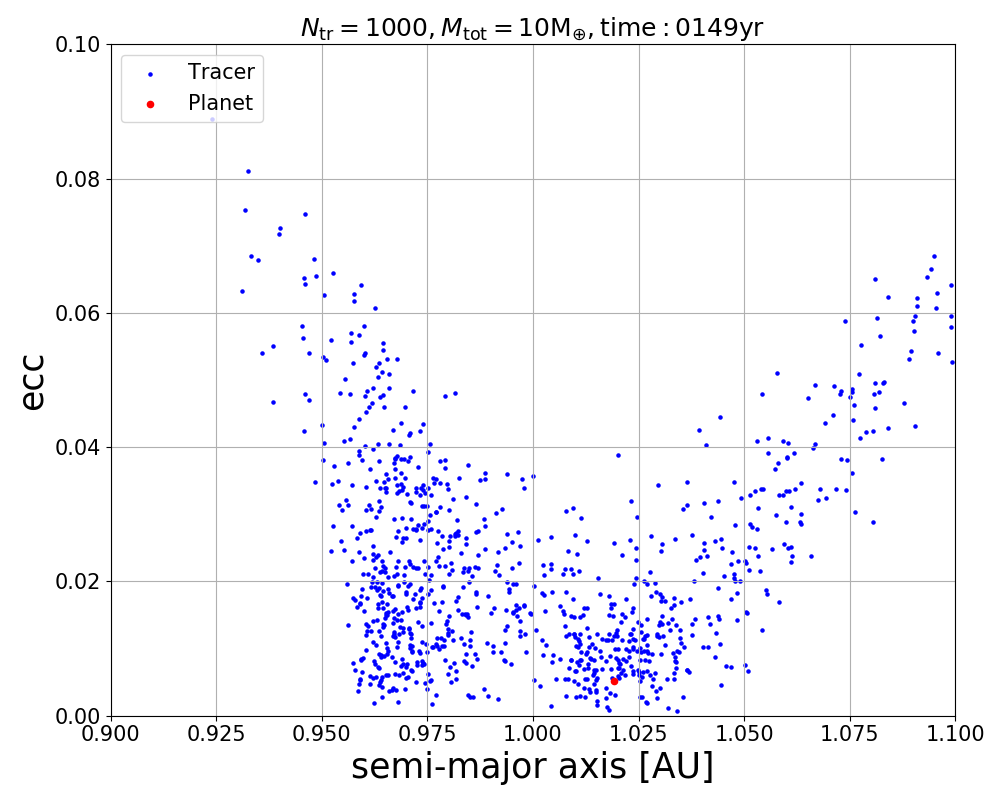 N_tr = 1000, M_tot = 10M_⊕, time : 0149yr
Tracer
Planet
0.10
0.08
0.06
0.04
0.02
0.00
ecc
0.900 0.925 0.950 0.975 1.000 1.025 1.050 1.075 1.100
semi-major axis [AU]